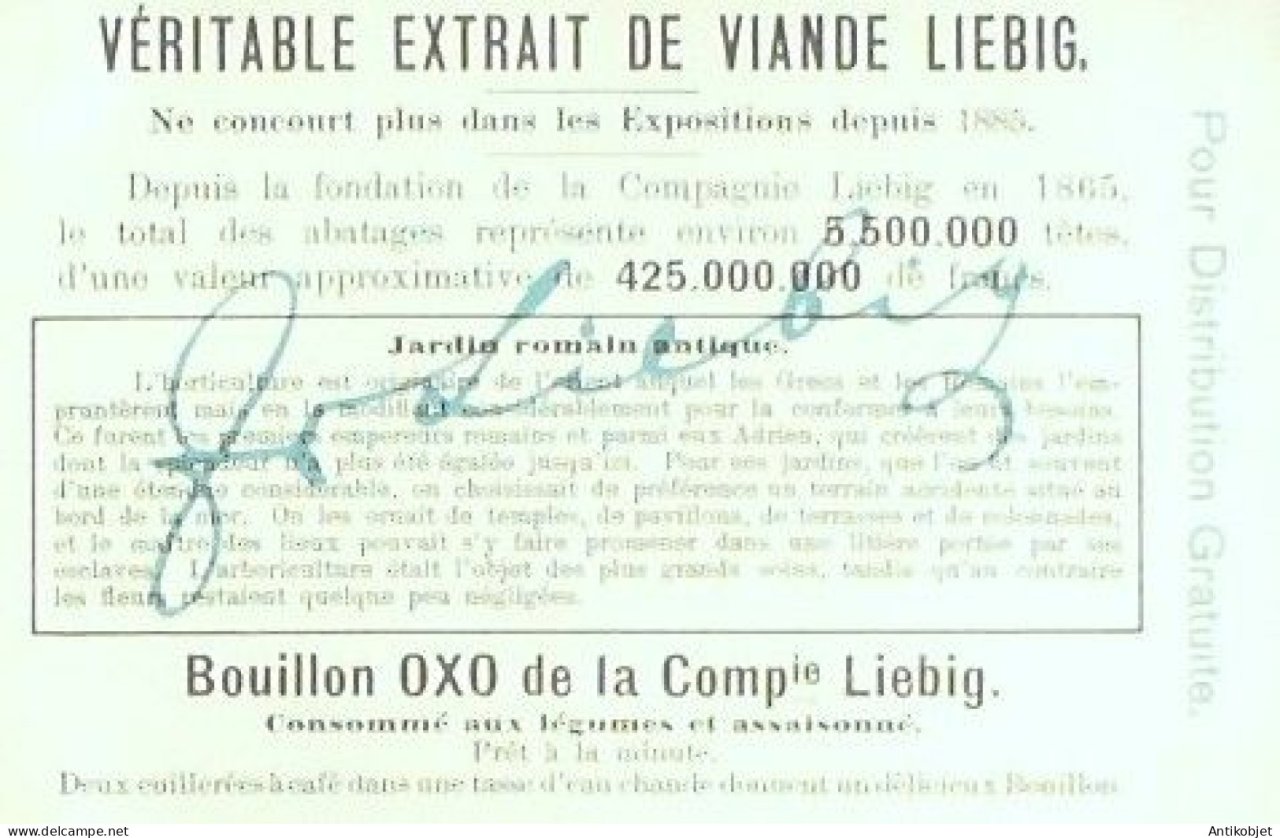 VÉRITABLE EXTRAIT DE VIANDE LIEBIG.
Ne concourt plus dans les Expositions depuis 1885.
Depuis la fondation de la Compagnie Liebig en 1865,
le total des abatages représente environ 5.500.000 têtes,
d'une valeur approximative de 425.000.000 de francs.
Jardin romain antique.
L'horticulture est originaire de l'orient auquel les Grecs et les Romains l'em-
pruntèrent mais en la modifiant considérablement pour la conformer à leurs besoins.
Ce furent les premiers empereurs romains et parmi eux Adrien, qui créèrent des jardins
dont la splendeur n'a plus été égalée jusqu'ici. Pour ses jardins, que l'on et souvent
d'une étendue considérable, on choisissait de préférence un terrain accidenté situé au
bord de la mer. On les ornait de temples, de pavillons, de terrasses et de colonnades,
et le maître des lieux pouvait s'y faire promener dans une litière portée par ses
esclaves. L'arboriculture était l'objet des plus grands soins, tandis qu'au contraire
les fleurs restaient quelque peu négligées.
Bouillon OXO de la Compie Liebig.
Consommé aux légumes et assaisonné.
Prêt à la minute.
Deux cuillerées à café dans une tasse d'eau chaude donnent un délicieux Bouillon
Pour Distribution Gratuite.
JvLiebig
www.delcampe.net
Antikobjet